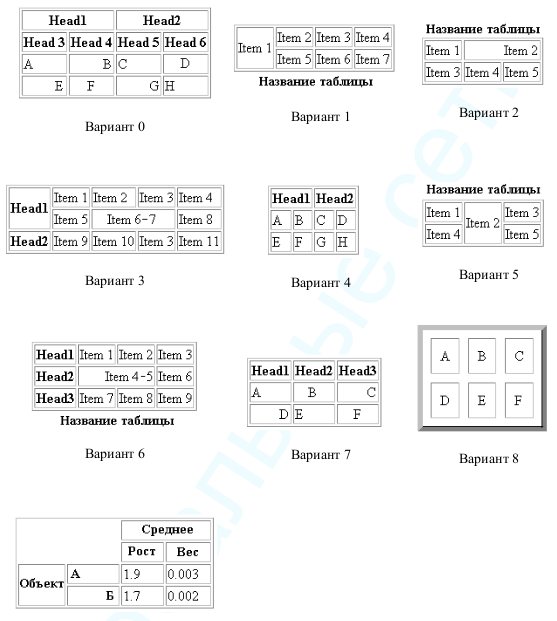 Head1 Head2
Head 3 Head 4 Head 5 Head 6
A B C D
E F G H
Вариант 0
Item 1 Item 2 Item 3 Item 4
Item 5 Item 6 Item 7
Название таблицы
Вариант 1
Название таблицы
Item 1 Item 2
Item 3 Item 4 Item 5
Вариант 2
Head1 Item 1 Item 2 Item 3 Item 4
Item 5 Item 6-7 Item 8
Head2 Item 9 Item 10 Item 3 Item 11
Вариант 3
Head1 Head2
A B C D
E F G H
Вариант 4
Название таблицы
Item 1 Item 2 Item 3
Item 4 Item 5
Вариант 5
Head1 Item 1 Item 2 Item 3
Head2 Item 4-5 Item 6
Head3 Item 7 Item 8 Item 9
Название таблицы
Вариант 6
Head1 Head2 Head3
A B C
D E F
Вариант 7
A B C
D E F
Вариант 8
Среднее
Рост Вес
Объект А 1.9 0.003
Б 1.7 0.002